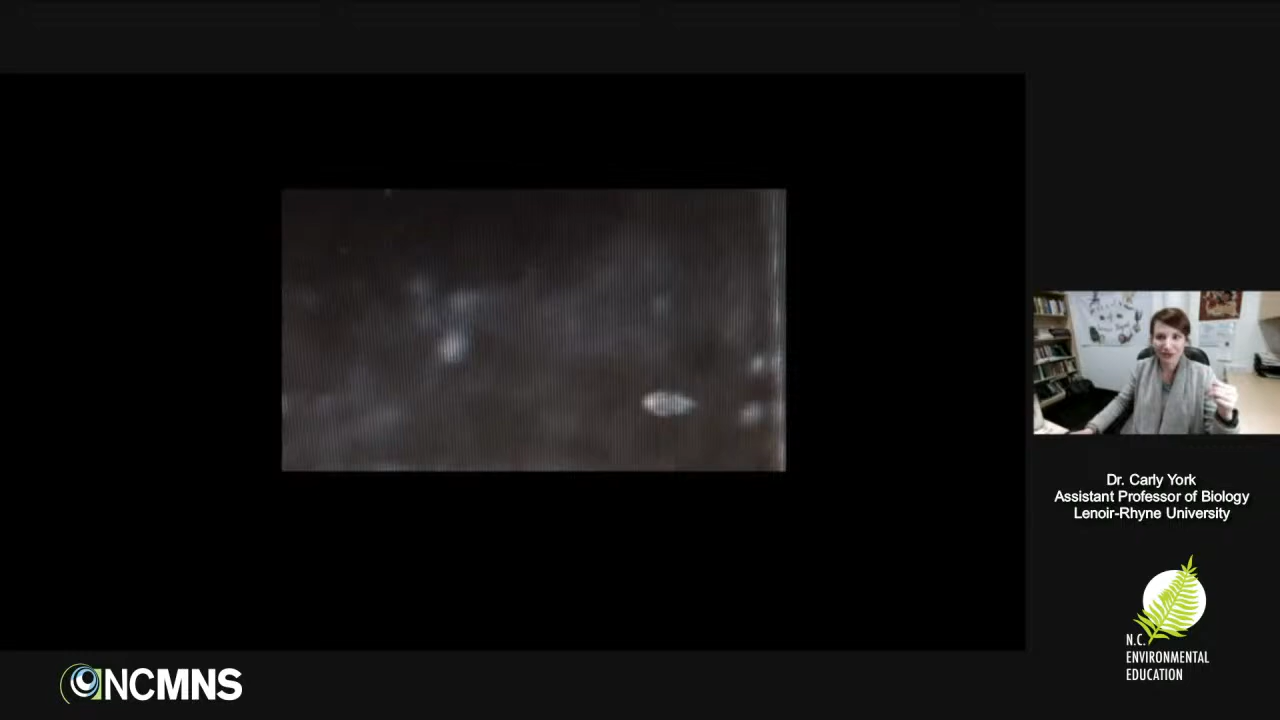 Dr. Carly York
Assistant Professor of Biology
Lenoir-Rhyne University
N.C.
ENVIRONMENTAL
EDUCATION
NCMNS